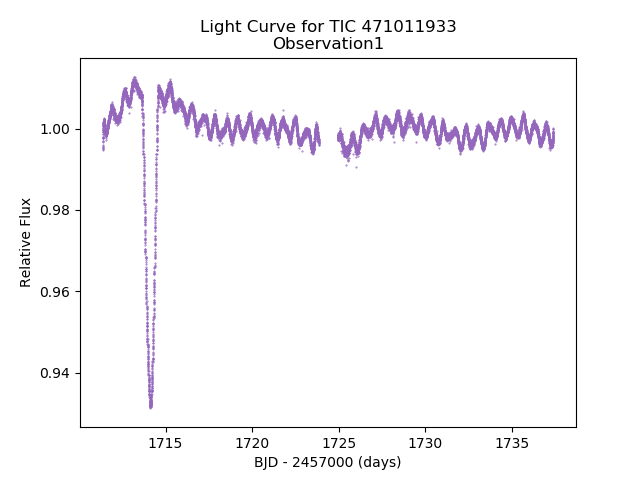 Light Curve for TIC 471011933
Observation1
1.00
0.98
0.96
0.94
Relative Flux
1715
1720
1725
1730
1735
BJD - 2457000 (days)